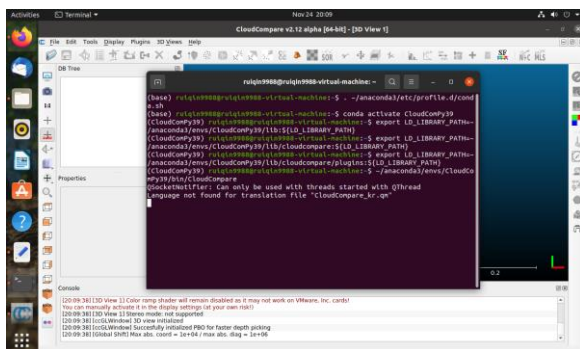 Activities
Terminal
Nov 24 20:09
CloudCompare v2.12 alpha [64-bit] - [3D View 1]
File Edit Tools Display Plugins 3D Views Help
SOR
DB Tree
ruiqin9988@ruiqin9988-virtual-machine: ~
(base) ruiqin9988@ruiqin9988-virtual-machine:~$ . ~/anaconda3/etc/profile.d/cond
a.sh
(base) ruiqin9988@ruiqin9988-virtual-machine:~$ conda activate CloudComPy39
(CloudComPy39) ruiqin9988@ruiqin9988-virtual-machine:~$ export LD_LIBRARY_PATH=~
/anaconda3/envs/CloudComPy39/lib:${LD_LIBRARY_PATH}
(CloudComPy39) ruiqin9988@ruiqin9988-virtual-machine:~$ export LD_LIBRARY_PATH=~
/anaconda3/envs/CloudComPy39/lib/cloudcompare:${LD_LIBRARY_PATH}
(CloudComPy39) ruiqin9988@ruiqin9988-virtual-machine:~$ export LD_LIBRARY_PATH=~
/anaconda3/envs/CloudComPy39/lib/cloudcompare/plugins:${LD_LIBRARY_PATH}
(CloudComPy39) ruiqin9988@ruiqin9988-virtual-machine:~$ ~/anaconda3/envs/CloudCo
mPy39/bin/CloudCompare
QSocketNotifier: Can only be used with threads started with QThread
Language not found for translation file "CloudCompare_kr.qm"
Properties
0.2
Console
[20:09:38] [3D View 1] Color ramp shader will remain disabled as it may not work on VMware, Inc. cards!
You can manually activate it in the display settings (at your own risk!)
[20:09:38] [3D View 1] Stereo mode: not supported
[20:09:38] [ccGLWindow] 3D view initialized
[20:09:38] [ccGLWindow] Succesfully initialized PBO for faster depth picking
[20:09:38] [Global Shift] Max abs. coord = 1e+04 / max abs. diag = 1e+06